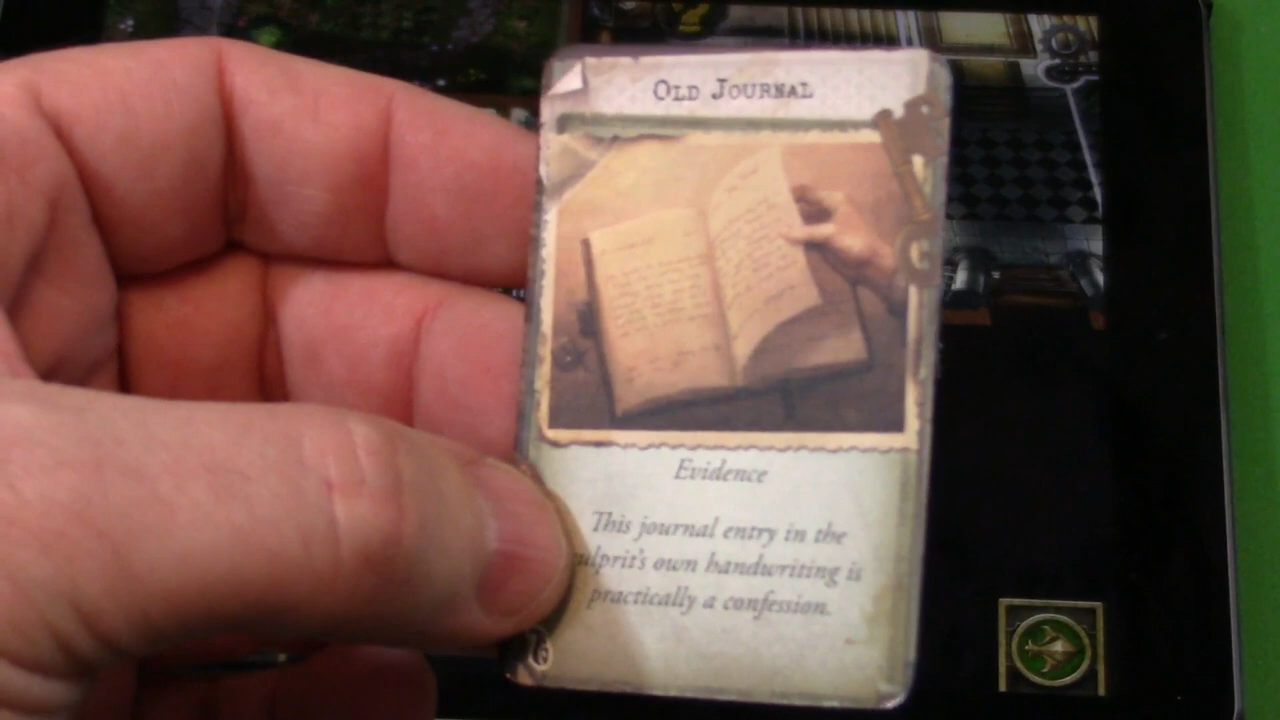 OLD JOURNAL
Evidence
This journal entry in the
ulprit's own handwriting is
practically a confession.